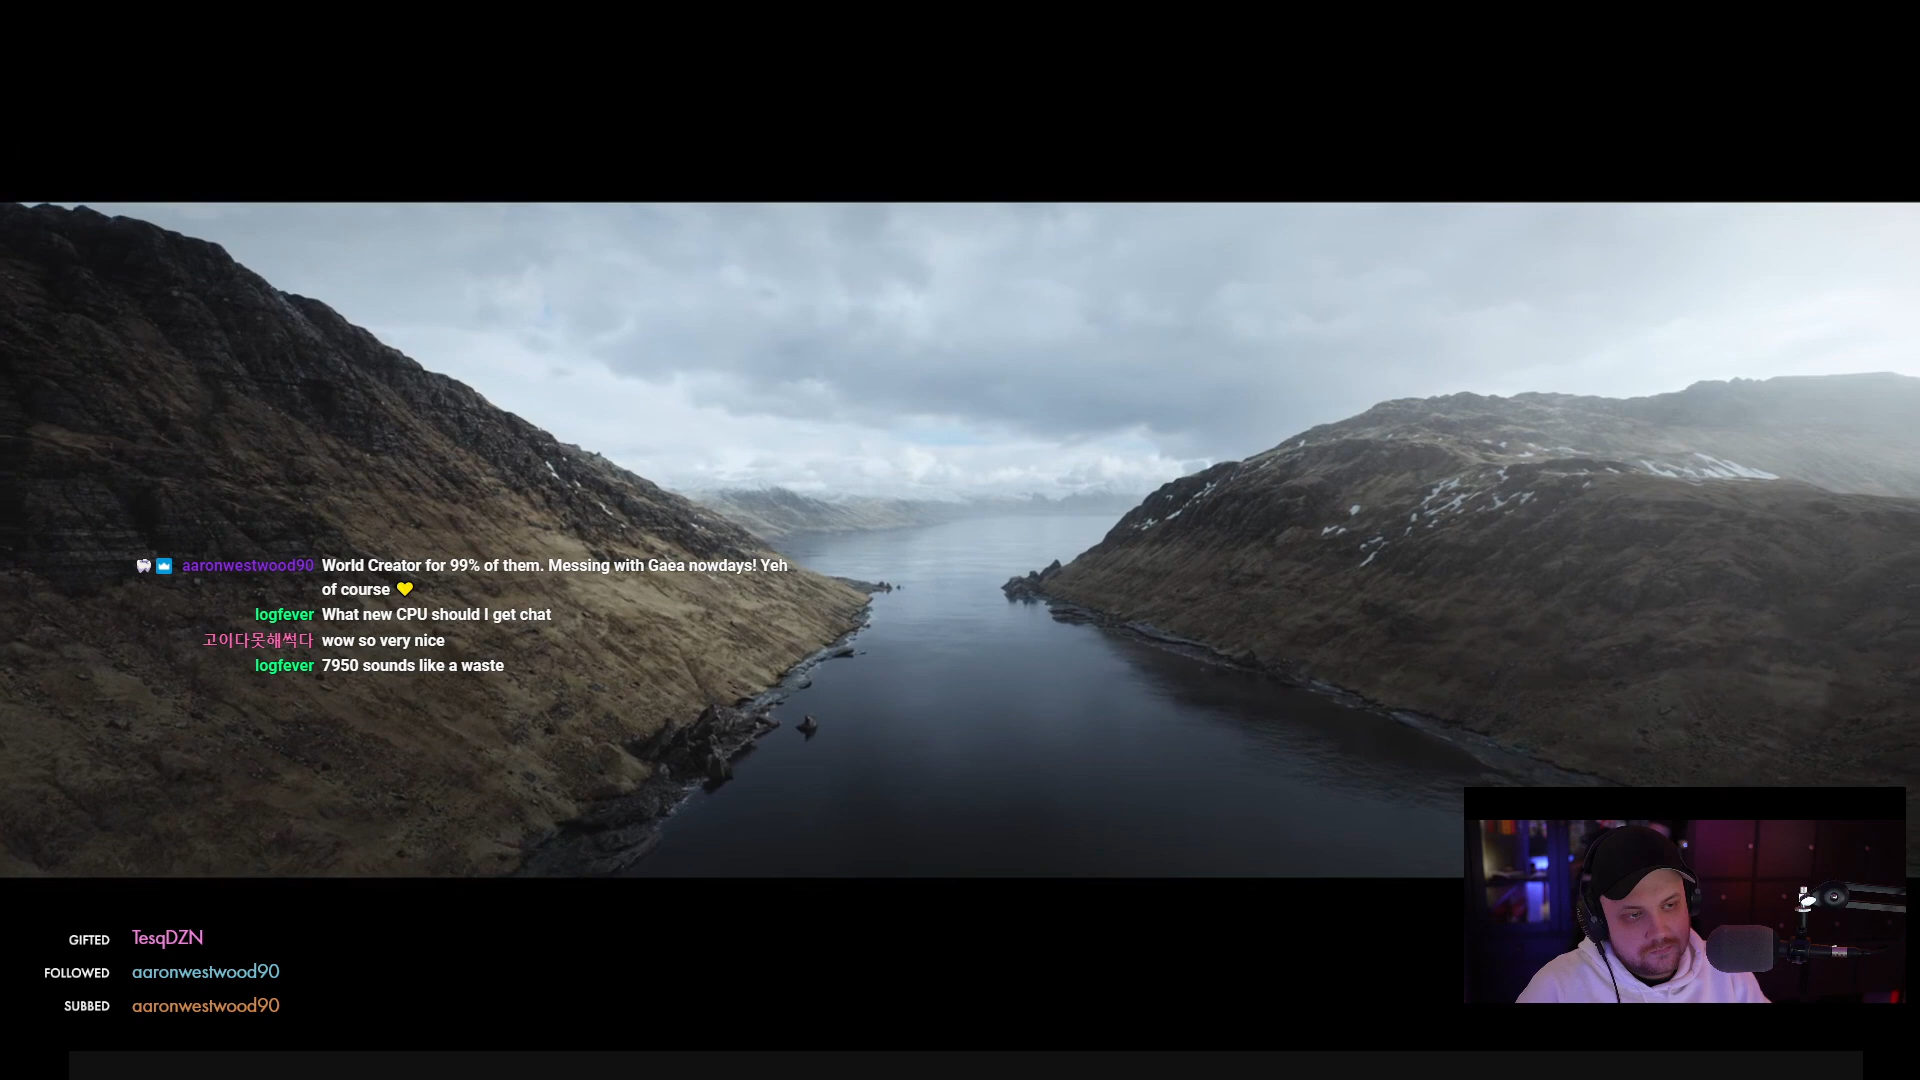 aaronwestwood90 World Creator for 99% of them. Messing with Gaea nowdays! Yeh
of course 💛
logfever What new CPU should I get chat
고이다못해썩다 wow so very nice
logfever 7950 sounds like a waste
GIFTED TesqDZN
FOLLOWED aaronwestwood90
SUBBED aaronwestwood90